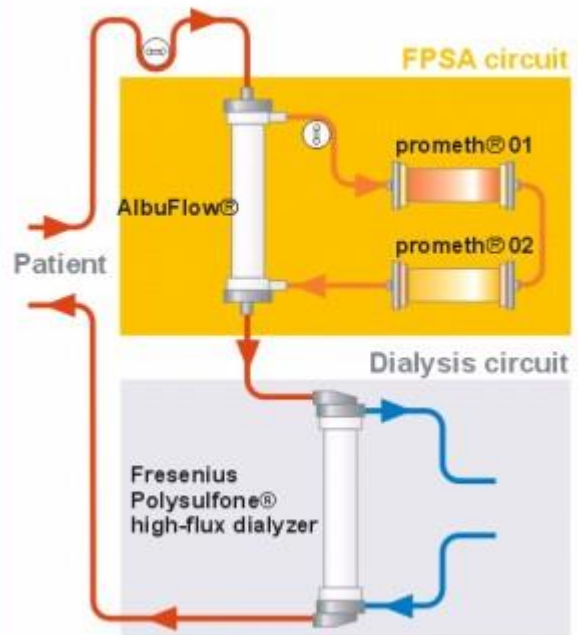 FPSA circuit
prometh® 01
AlbuFlow®
prometh® 02
Patient
Dialysis circuit
Fresenius
Polysulfone®
high-flux dialyzer